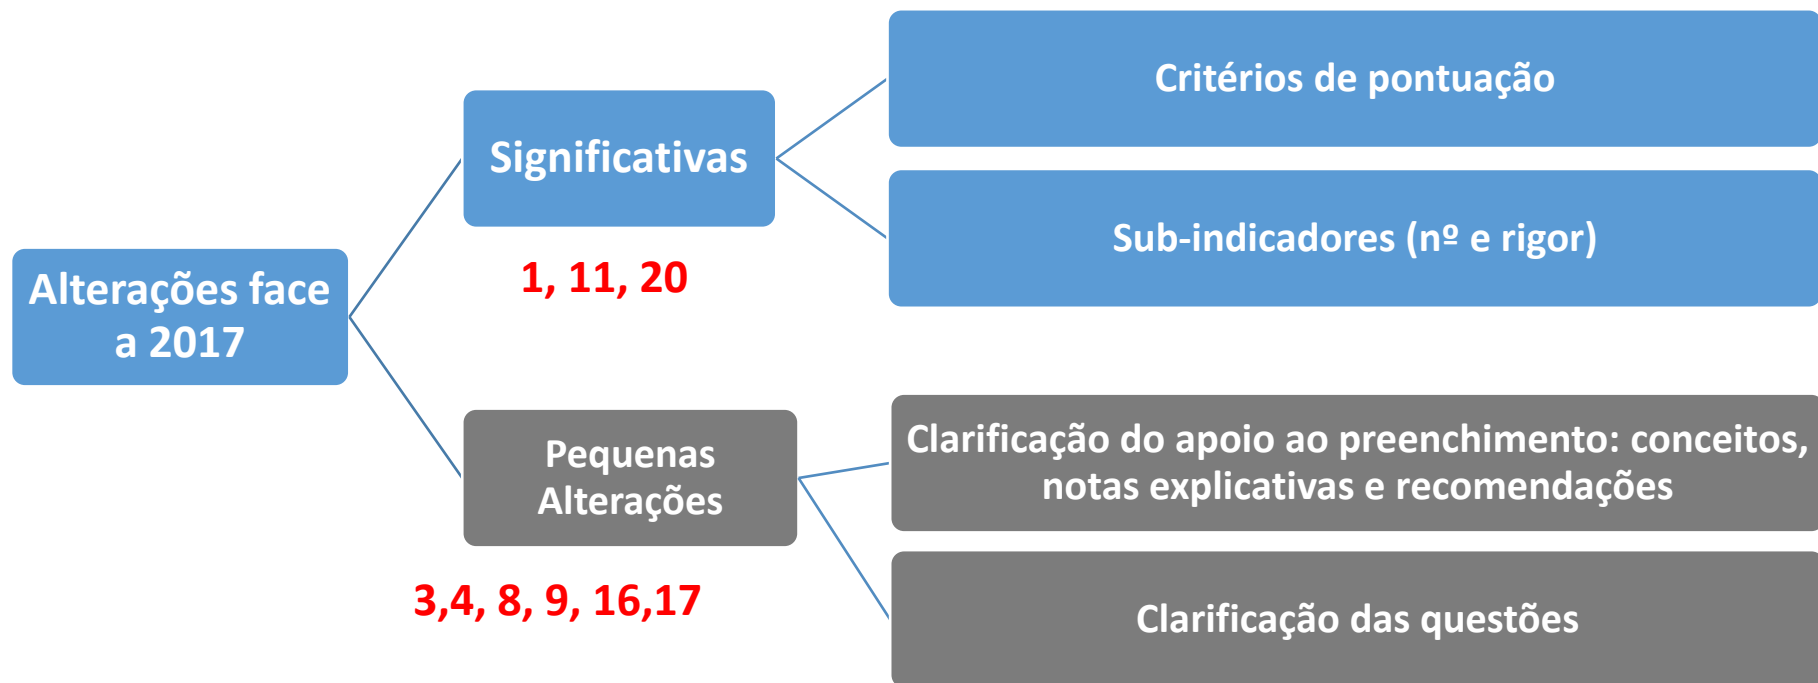 Alterações face
a 2017
Significativas
1, 11, 20
Critérios de pontuação
Sub-indicadores (nº e rigor)
Pequenas
Alterações
3,4, 8, 9, 16,17
Clarificação do apoio ao preenchimento: conceitos,
notas explicativas e recomendações
Clarificação das questões